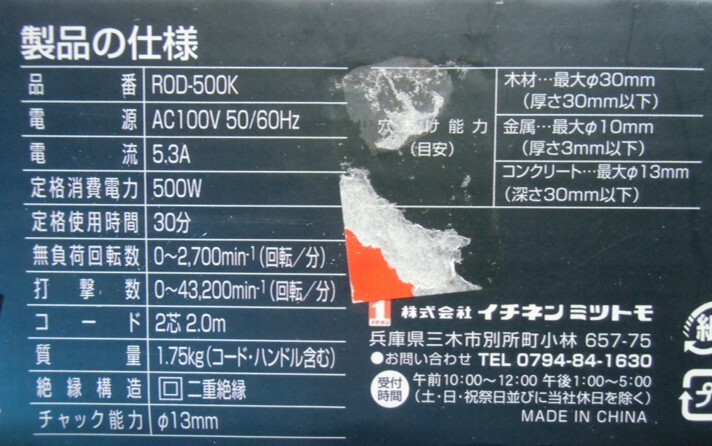 製品の仕様
品番 ROD-500K
電源 AC100V 50/60Hz
電流 5.3A
定格消費電力 500W
定格使用時間 30分
無負荷回転数 0～2,700min-1(回転／分)
打撃数 0～43,200min-1(回転／分)
コード 2芯 2.0m
質量 1.75kg(コード・ハンドル含む)
絶縁構造 回 二重絶縁
チャック能力 φ13mm
穴 け能力
(目安)
木材…最大φ30mm
(厚さ30mm以下)
金属…最大φ10mm
(厚さ3mm以下)
コンクリート…最大φ13mm
(深さ30mm以下)
1 株式会社 イチネンミツトモ
兵庫県三木市別所町小林 657-75
●お問い合わせ TEL 0794-84-1630
受付時間 午前10:00～12:00 午後1:00～5:00
(土・日・祝祭日並びに当社休日を除く)
MADE IN CHINA
紙
プ